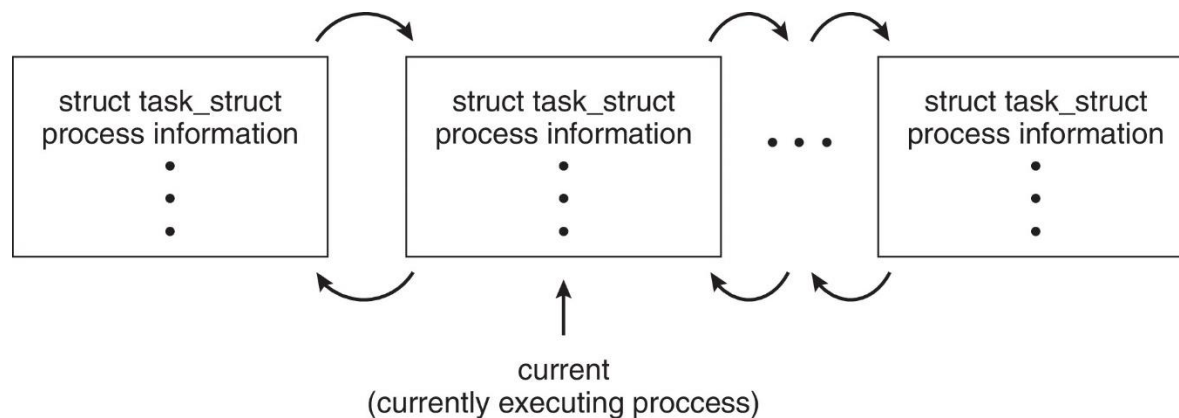 struct task_struct
process information
struct task_struct
process information
struct task_struct
process information
current
(currently executing proccess)